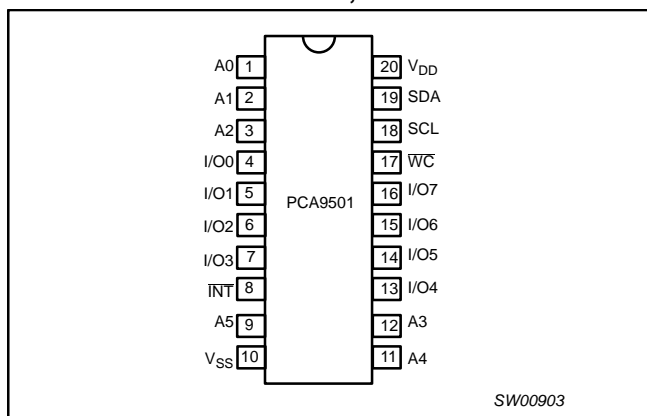 A0 1 20 VDD
A1 2 19 SDA
A2 3 18 SCL
I/O0 4 17 W̅C̅
I/O1 5 16 I/O7
PCA9501
I/O2 6 15 I/O6
I/O3 7 14 I/O5
I̅N̅T̅ 8 13 I/O4
A5 9 12 A3
VSS 10 11 A4
SW00903